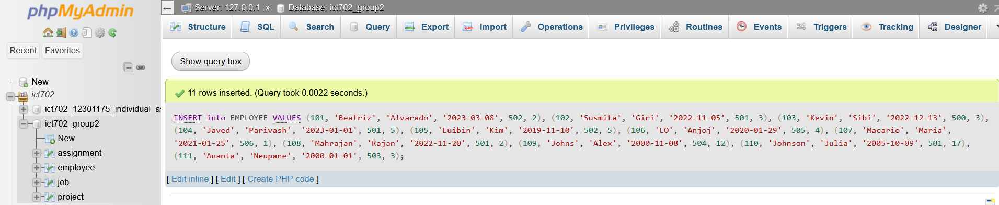 phpMyAdmin
Recent Favorites
New
ict702
ict702_12301175_individual_as
ict702_group2
New
assignment
employee
job
project
← Server: 127.0.0.1 » Database: ict702_group2
Structure SQL Search Query Export Import Operations Privileges Routines Events Triggers Tracking Designer
Show query box
11 rows inserted. (Query took 0.0022 seconds.)
INSERT into EMPLOYEE VALUES (101, 'Beatriz', 'Alvarado', '2023-03-08', 502, 2), (102, 'Susmita', 'Giri', '2022-11-05', 501, 3), (103, 'Kevin', 'Sibi', '2022-12-13', 500, 3),
(104, 'Javed', 'Parivash', '2023-01-01', 501, 5), (105, 'Euibin', 'Kim', '2019-11-10', 502, 5), (106, 'LO', 'Anjoj', '2020-01-29', 505, 4), (107, 'Macario', 'Maria',
'2021-01-25', 506, 1), (108, 'Mahrajan', 'Rajan', '2022-11-20', 501, 2), (109, 'Johns', 'Alex', '2000-11-08', 504, 12), (110, 'Johnson', 'Julia', '2005-10-09', 501, 17),
(111, 'Ananta', 'Neupane', '2000-01-01', 503, 3);
[ Edit inline ] [ Edit ] [ Create PHP code ]